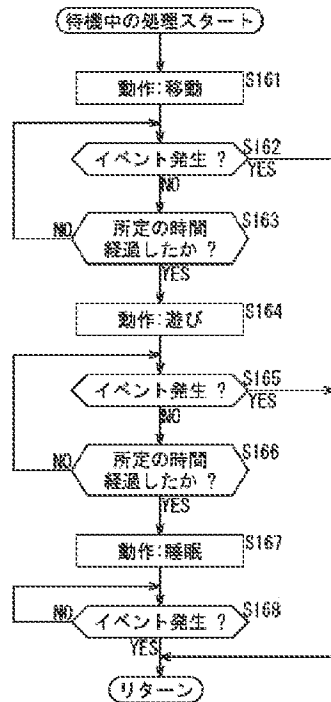 待機中の処理スタート
動作:移動
S161
イベント発生 ?
S162
YES
NO
所定の時間
経過したか ?
S163
NO
YES
動作:遊び
S164
イベント発生 ?
S165
YES
NO
所定の時間
経過したか ?
S166
NO
YES
動作:睡眠
S167
イベント発生 ?
S168
NO
YES
リターン